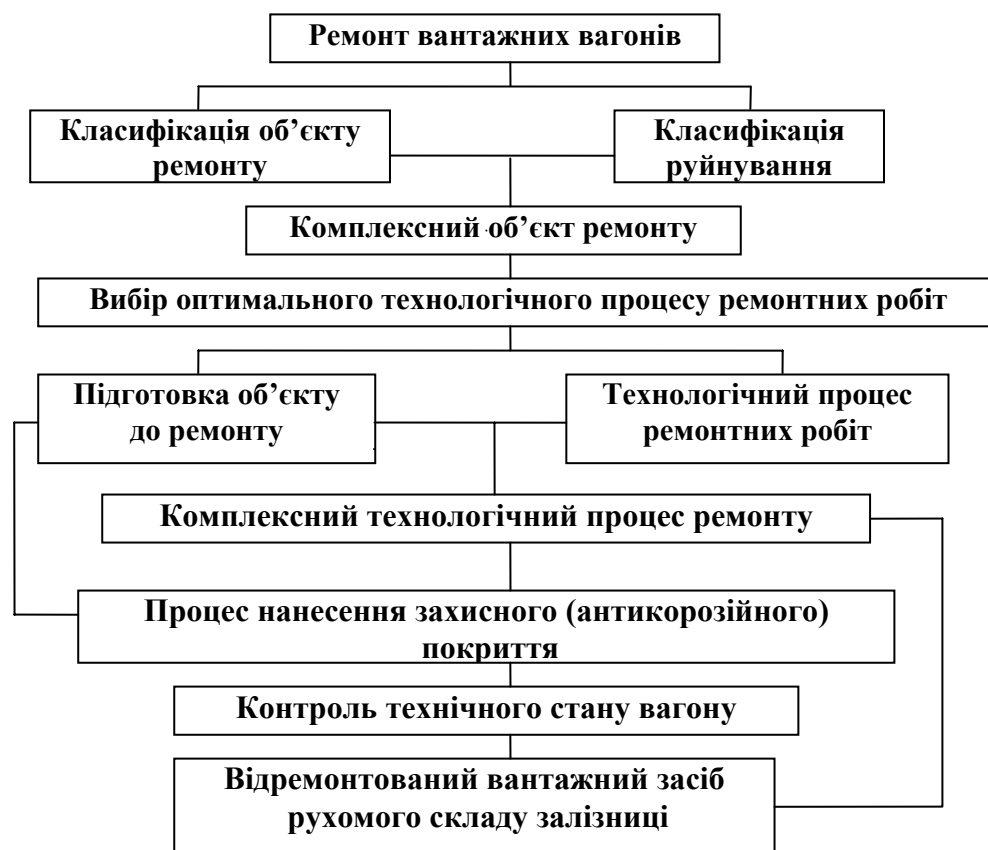 Ремонт вантажних вагонів
Класифікація об’єкту
ремонту
Класифікація
руйнування
Комплексний об’єкт ремонту
Вибір оптимального технологічного процесу ремонтних робіт
Підготовка об’єкту
до ремонту
Технологічний процес
ремонтних робіт
Комплексний технологічний процес ремонту
Процес нанесення захисного (антикорозійного)
покриття
Контроль технічного стану вагону
Відремонтований вантажний засіб
рухомого складу залізниці